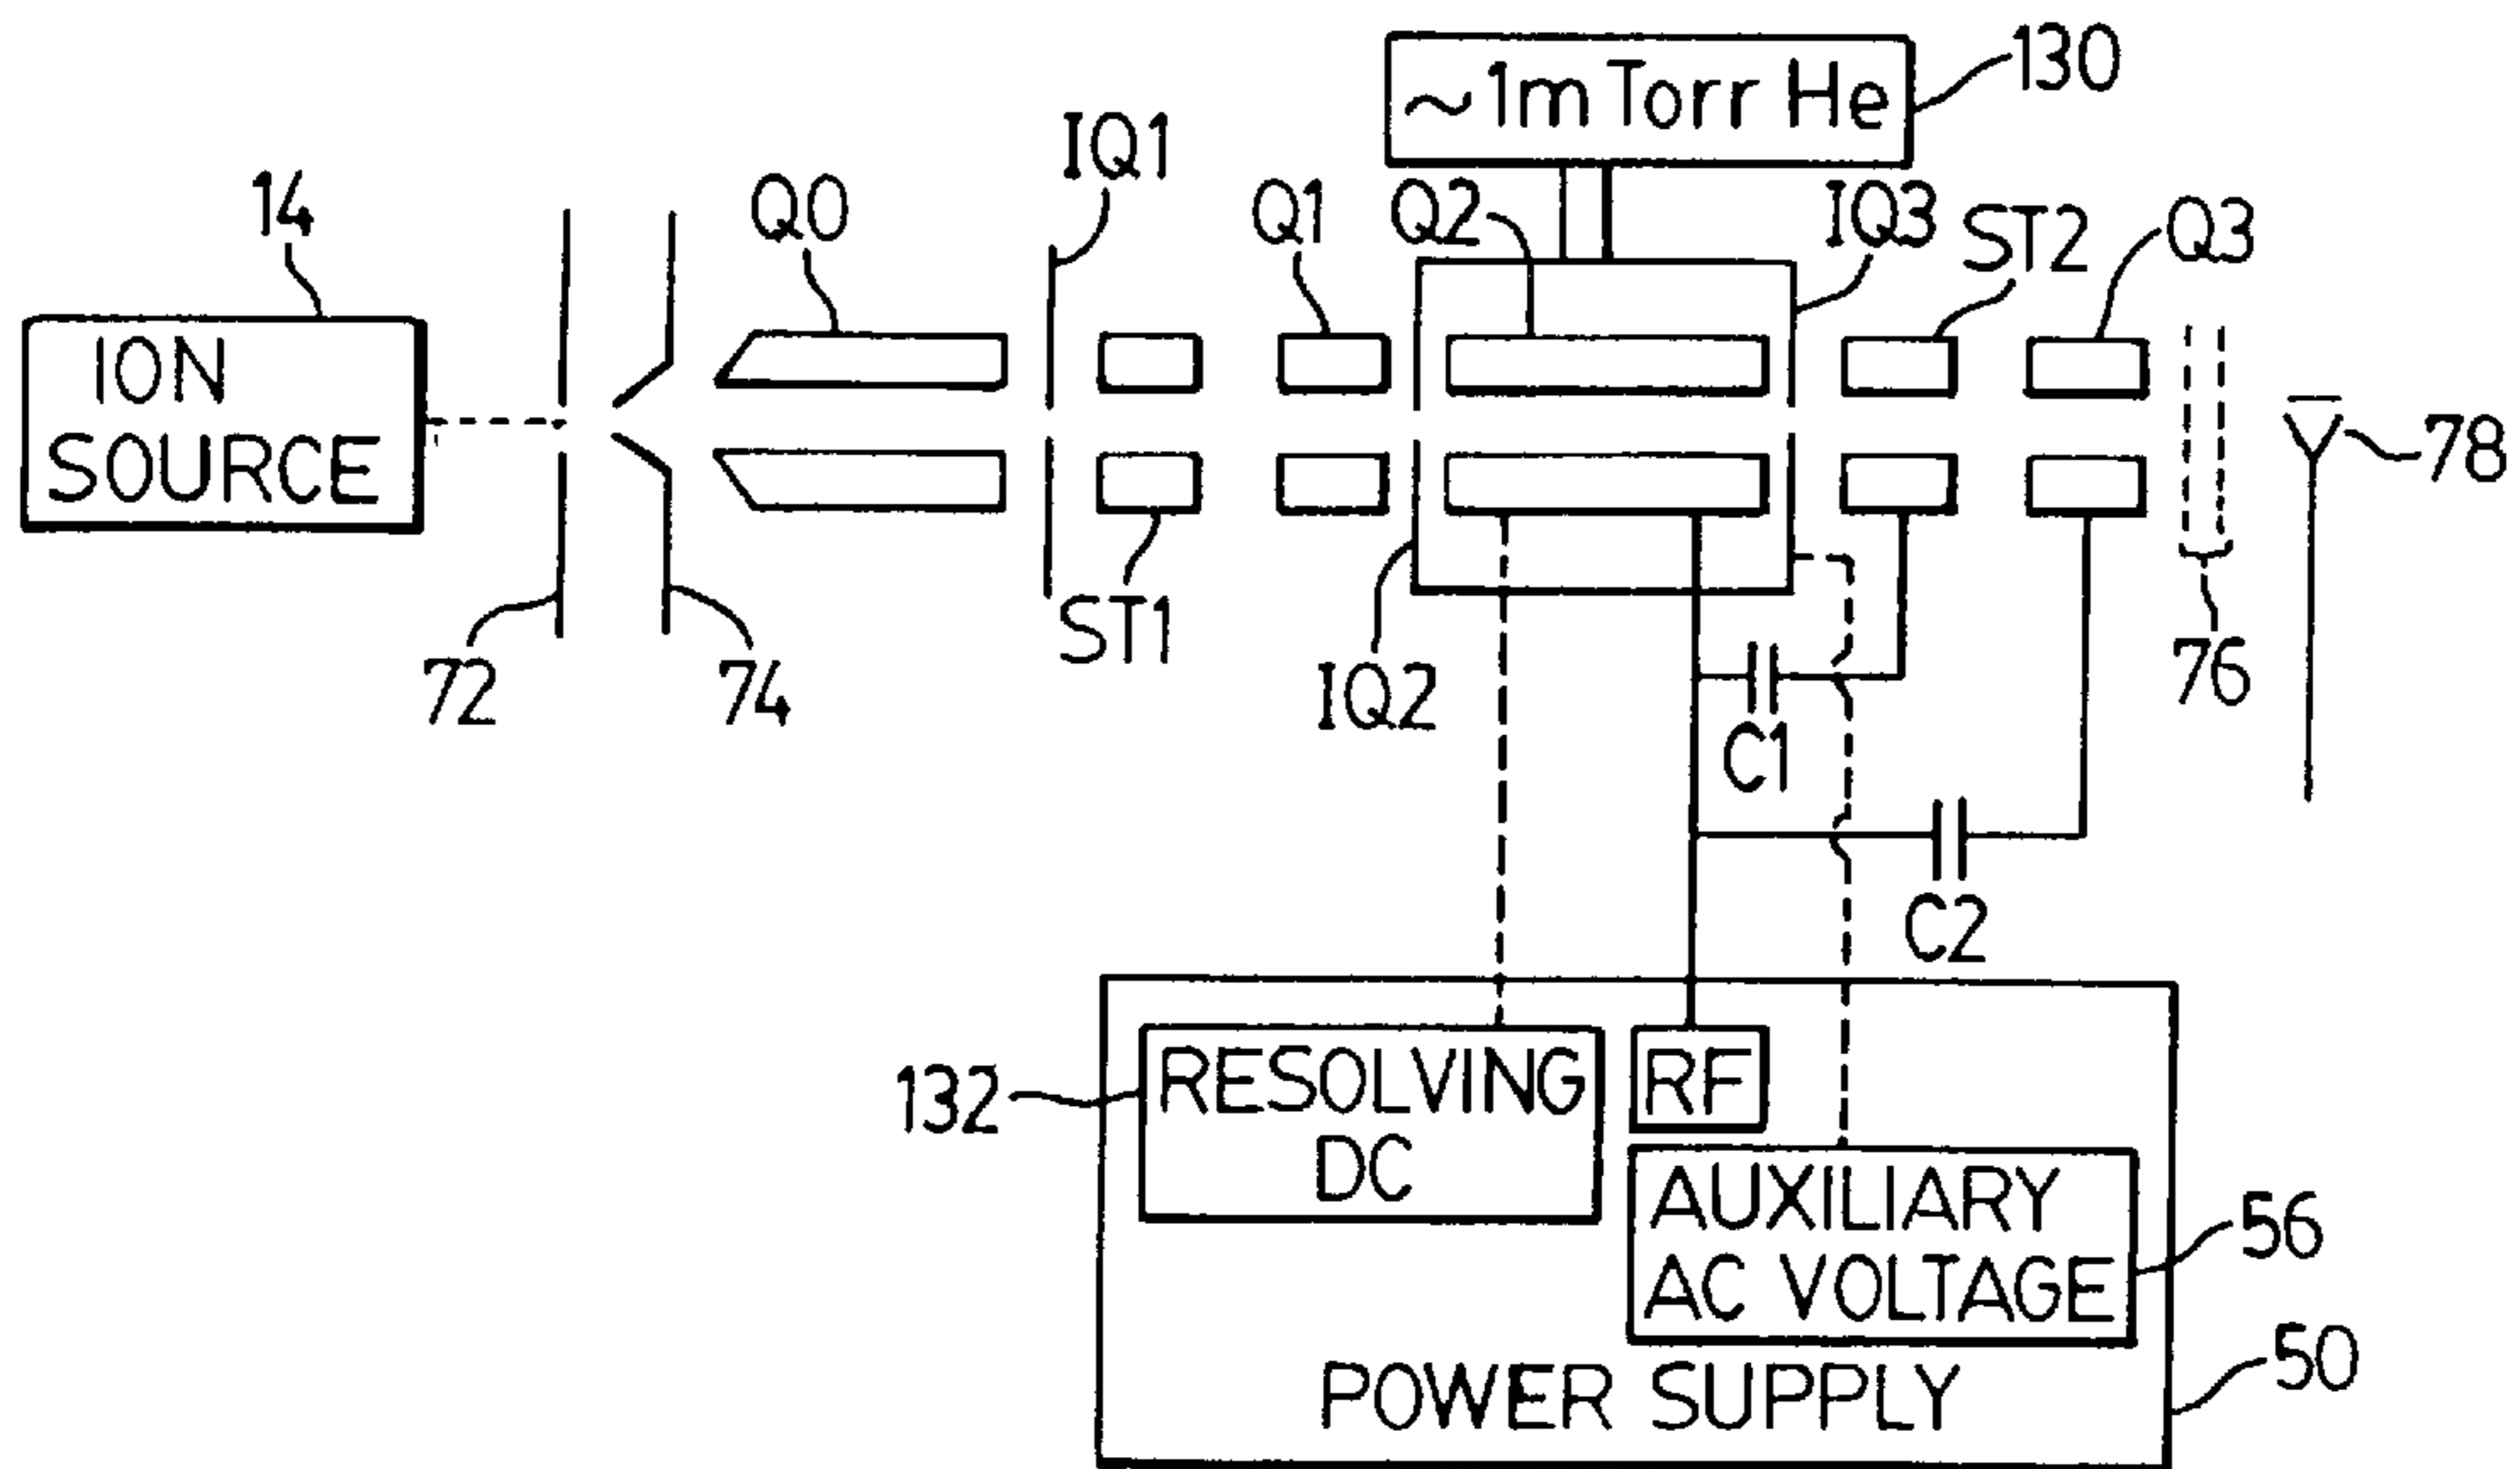 ~1m Torr He
130
IQ1
14
Q0
Q1
Q2
IQ3
ST2
Q3
ION
SOURCE
78
72
74
ST1
IQ2
76
C1
C2
132
RESOLVING
DC
RF
AUXILIARY
AC VOLTAGE
56
POWER SUPPLY
50